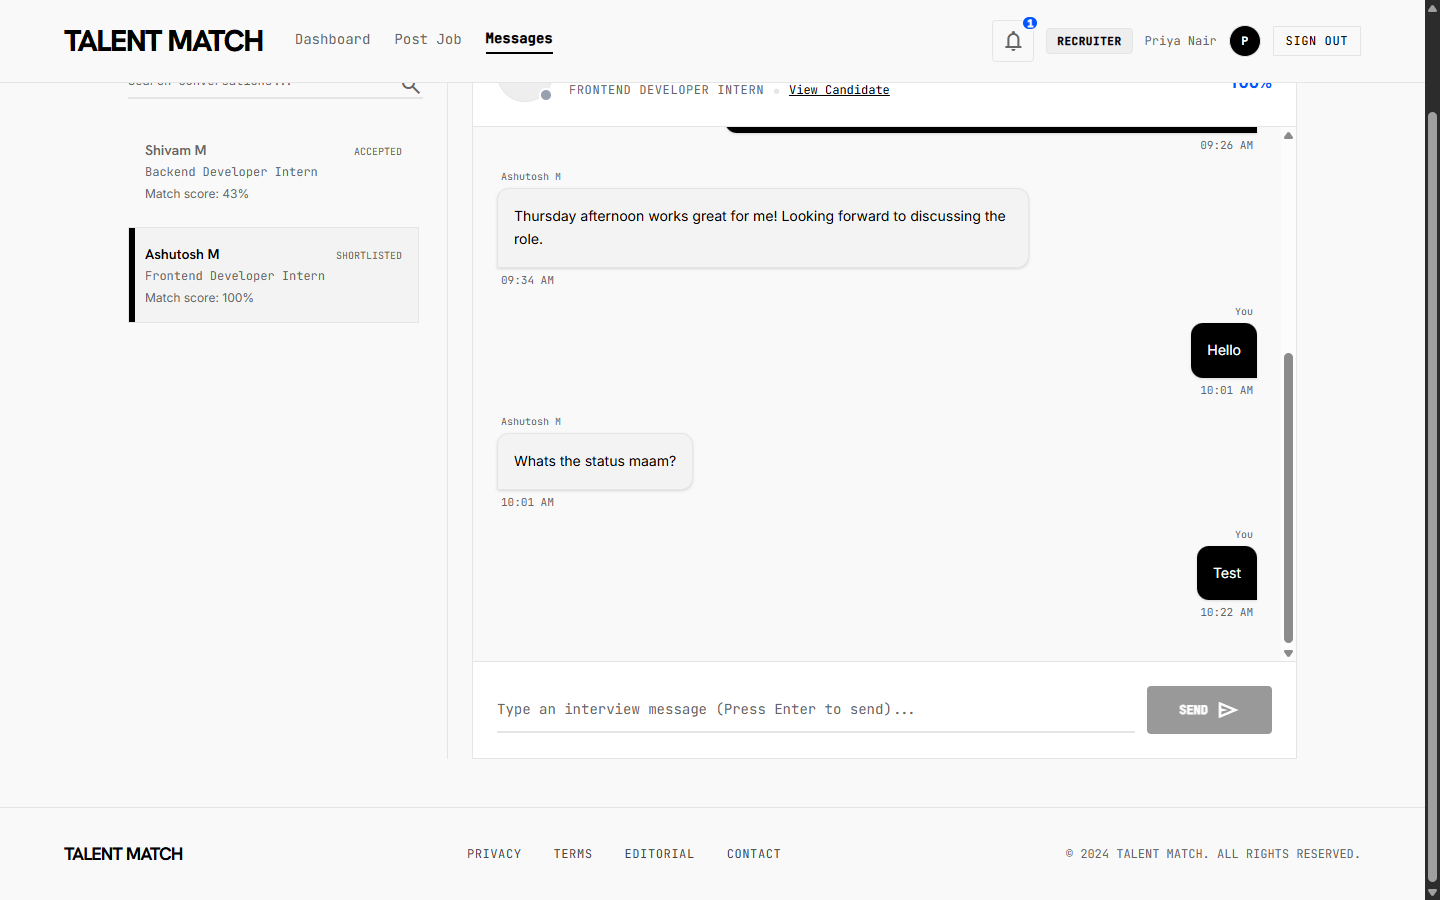 TALENT MATCH
Dashboard
Post Job
Messages
1
RECRUITER
Priya Nair
P
SIGN OUT
Search conversations...
Shivam M
ACCEPTED
Backend Developer Intern
Match score: 43%
Ashutosh M
SHORTLISTED
Frontend Developer Intern
Match score: 100%
FRONTEND DEVELOPER INTERN
View Candidate
100%
09:26 AM
Ashutosh M
Thursday afternoon works great for me! Looking forward to discussing the
role.
09:34 AM
You
Hello
10:01 AM
Ashutosh M
Whats the status maam?
10:01 AM
You
Test
10:22 AM
Type an interview message (Press Enter to send)...
SEND
TALENT MATCH
PRIVACY
TERMS
EDITORIAL
CONTACT
© 2024 TALENT MATCH. ALL RIGHTS RESERVED.